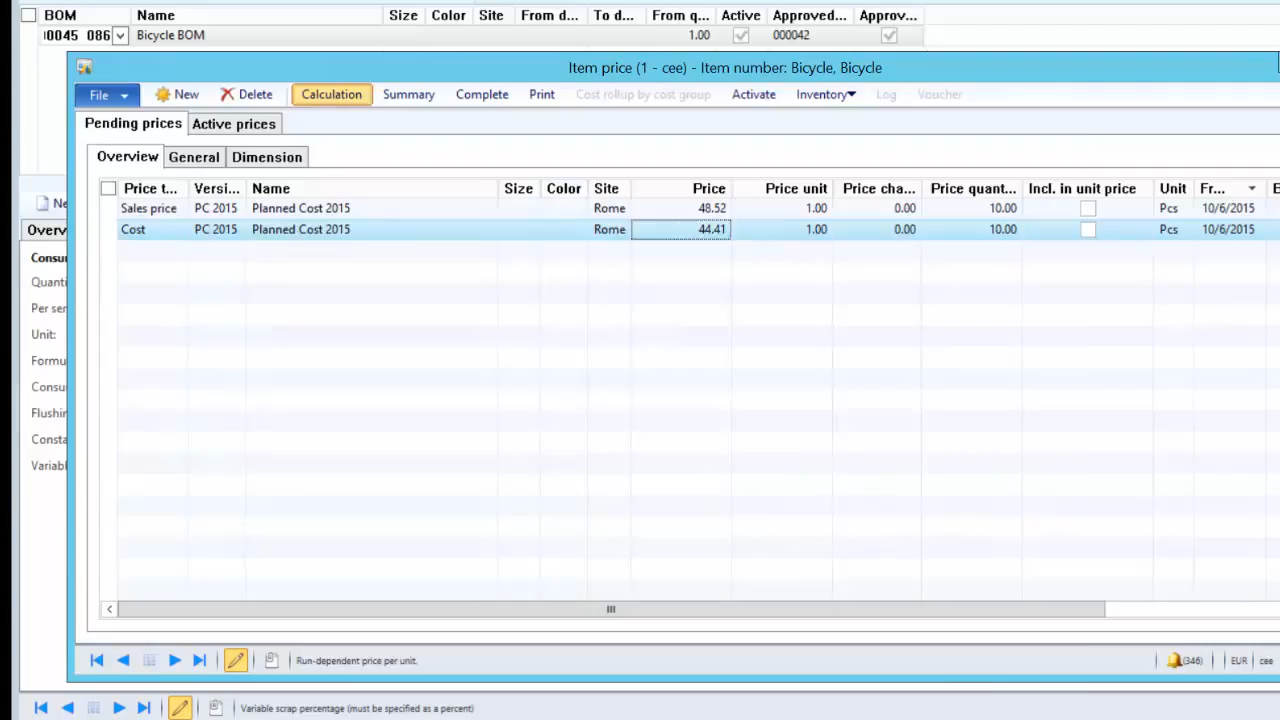 BOM Name Size Color Site From d... To d... From q... Active Approved... Approv...
Bicycle BOM 1.00 000042
Item price (1 - cee) - Item number: Bicycle, Bicycle
File New Delete Calculation Summary Complete Print Cost rollup by cost group Activate Inventory Log Voucher
Pending prices Active prices
Overview General Dimension
Price t... Versi... Name Size Color Site Price Price unit Price cha... Price quant... Incl. in unit price Unit Fr...
Sales price PC 2015 Planned Cost 2015 Rome 48.52 1.00 0.00 10.00 Pcs 10/6/2015
Cost PC 2015 Planned Cost 2015 Rome 44.41 1.00 0.00 10.00 Pcs 10/6/2015
Ne
Overv
Consu
Quanti
Per ser
Unit:
Formu
Consu
Flushin
Consta
Variabl
Run-dependent price per unit. (346) EUR cee
Variable scrap percentage (must be specified as a percent)